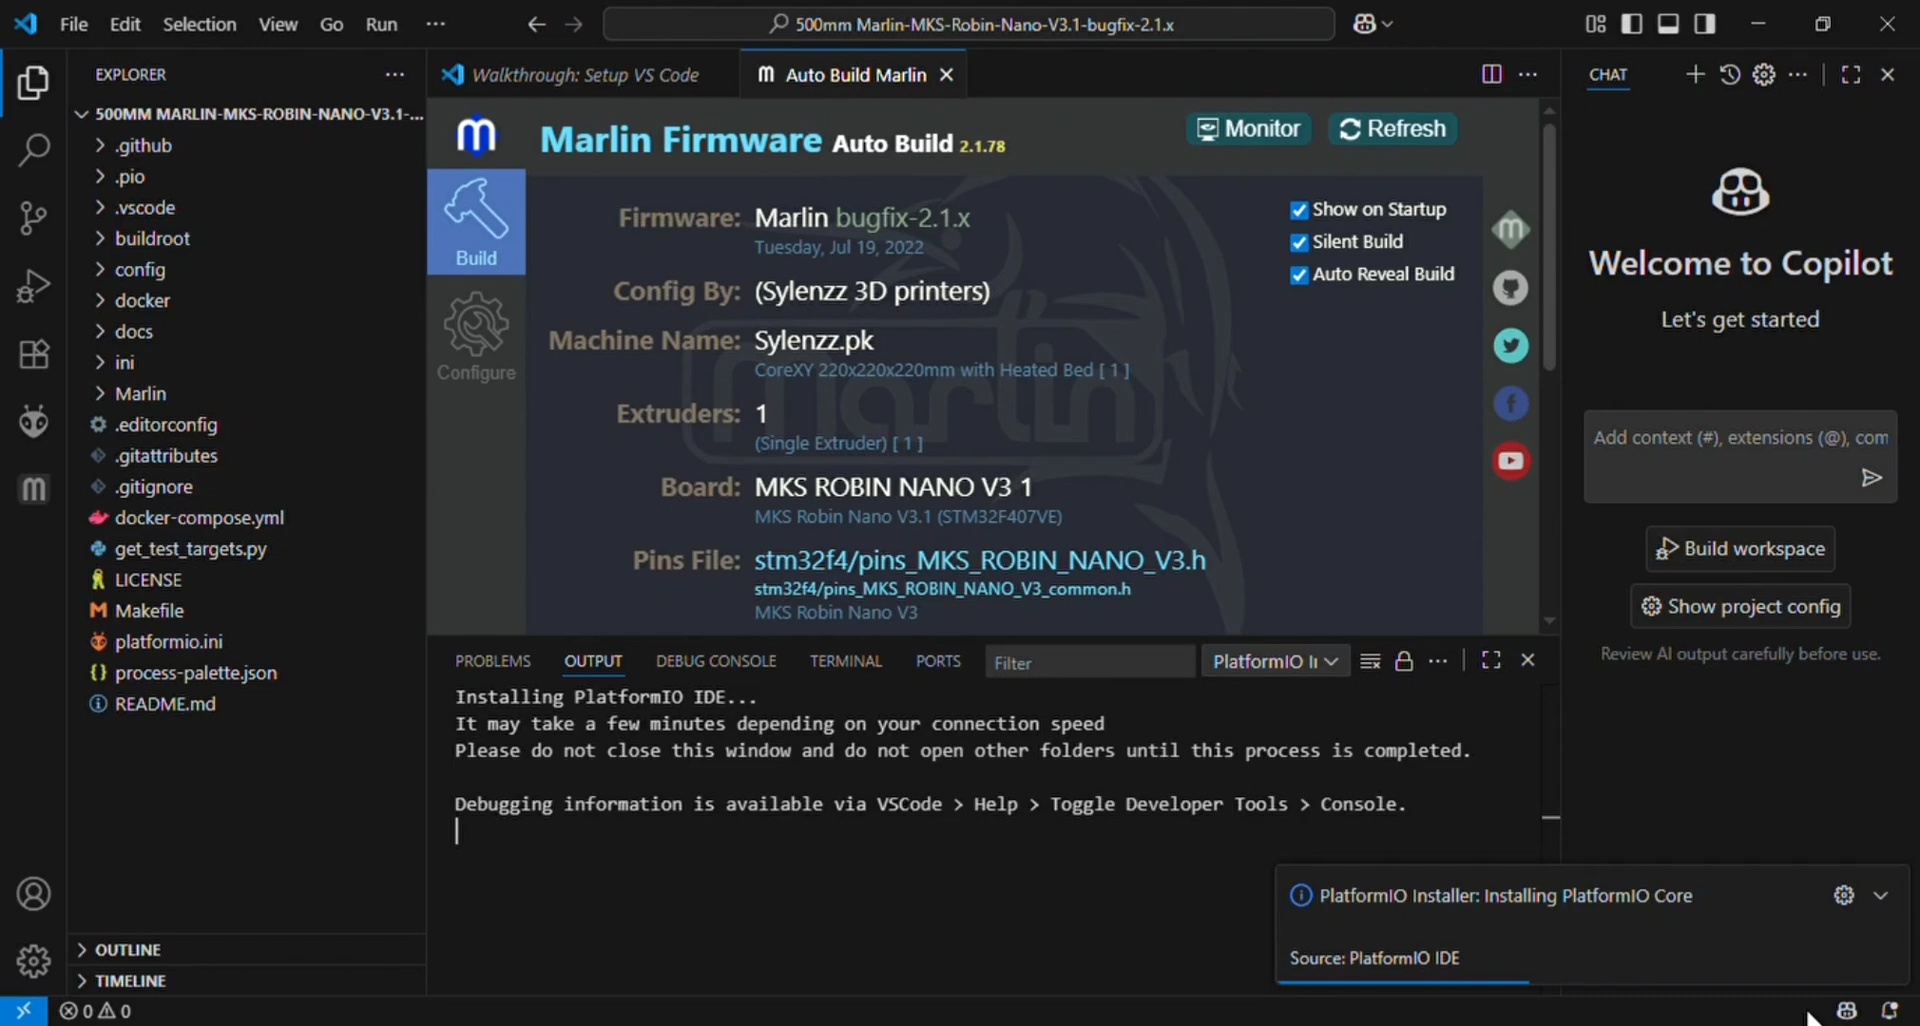 File Edit Selection View Go Run ···
500mm Marlin-MKS-Robin-Nano-V3.1-bugfix-2.1.x
EXPLORER
500MM MARLIN-MKS-ROBIN-NANO-V3.1-...
.github
.pio
.vscode
buildroot
config
docker
docs
ini
Marlin
.editorconfig
.gitattributes
.gitignore
docker-compose.yml
get_test_targets.py
LICENSE
Makefile
platformio.ini
process-palette.json
README.md
OUTLINE
TIMELINE
Walkthrough: Setup VS Code
Auto Build Marlin
Marlin Firmware Auto Build 2.1.78
Monitor
Refresh
Build
Configure
Firmware: Marlin bugfix-2.1.x
Tuesday, Jul 19, 2022
Config By: (Sylenzz 3D printers)
Machine Name: Sylenzz.pk
CoreXY 220x220x220mm with Heated Bed [ 1 ]
Extruders: 1
(Single Extruder) [ 1 ]
Board: MKS ROBIN NANO V3 1
MKS Robin Nano V3.1 (STM32F407VE)
Pins File: stm32f4/pins_MKS_ROBIN_NANO_V3.h
stm32f4/pins_MKS_ROBIN_NANO_V3_common.h
MKS Robin Nano V3
Show on Startup
Silent Build
Auto Reveal Build
marlin
PROBLEMS OUTPUT DEBUG CONSOLE TERMINAL PORTS
Filter
PlatformIO I
Installing PlatformIO IDE...
It may take a few minutes depending on your connection speed
Please do not close this window and do not open other folders until this process is completed.
Debugging information is available via VSCode > Help > Toggle Developer Tools > Console.
CHAT
Welcome to Copilot
Let's get started
Add context (#), extensions (@), com
Build workspace
Show project config
Review AI output carefully before use.
PlatformIO Installer: Installing PlatformIO Core
Source: PlatformIO IDE
0 0